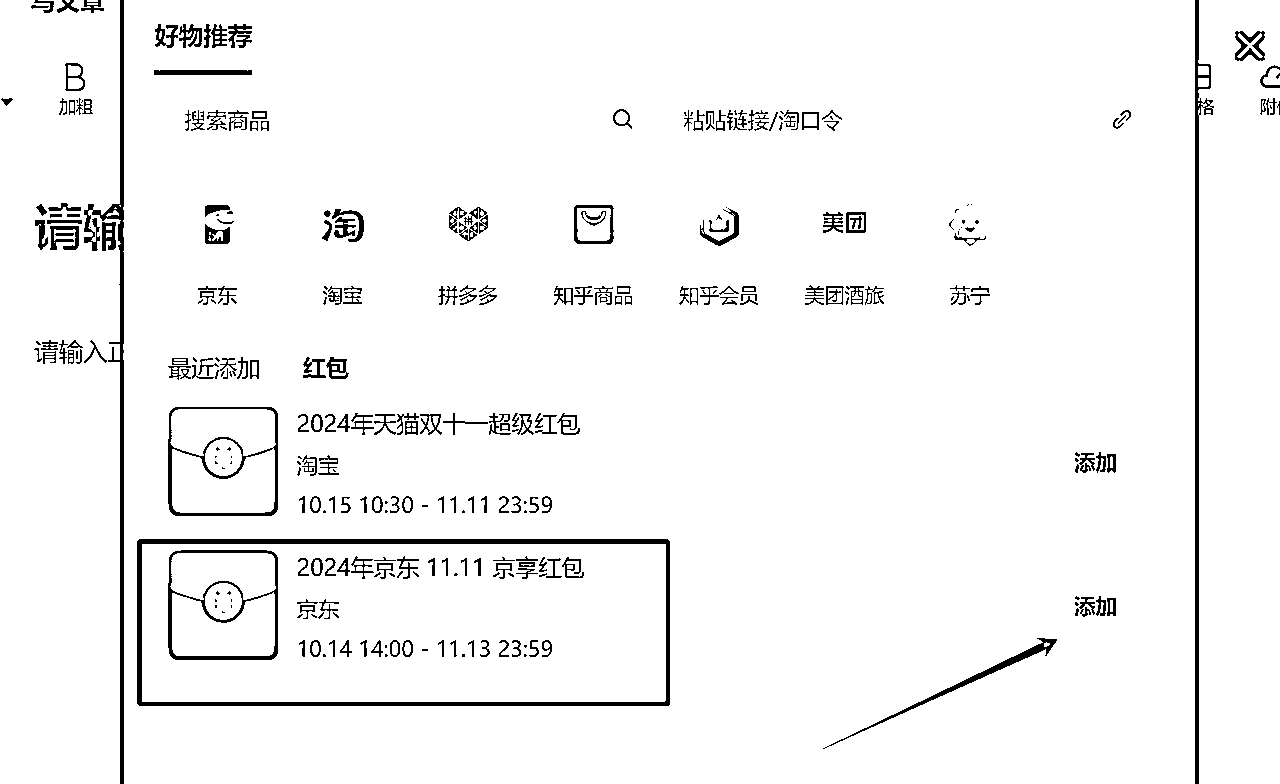 写文章
好物推荐
B
加粗
格
搜索商品
粘贴链接/淘口令
请输
淘
美团
京东
淘宝
拼多多
知乎商品
知乎会员
美团酒旅
苏宁
请输入正
最近添加
红包
2024年天猫双十一超级红包
淘宝
添加
10.15 10:30 - 11.11 23:59
2024年京东 11.11 京享红包
京东
添加
10.14 14:00 - 11.13 23:59